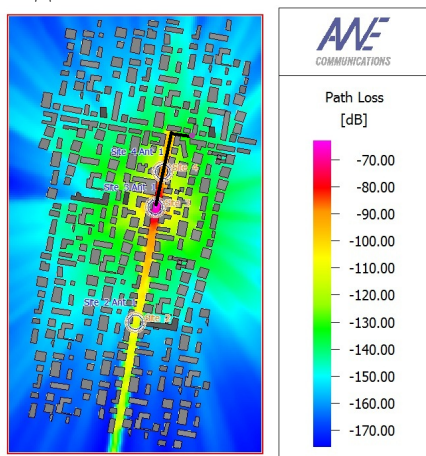 AWE
COMMUNICATIONS
Path Loss
[dB]
-70.00
-80.00
-90.00
-100.00
-110.00
-120.00
-130.00
-140.00
-150.00
-160.00
-170.00
Site 4 Ant 1
Site 3 Ant 1
Site 2 Ant 1